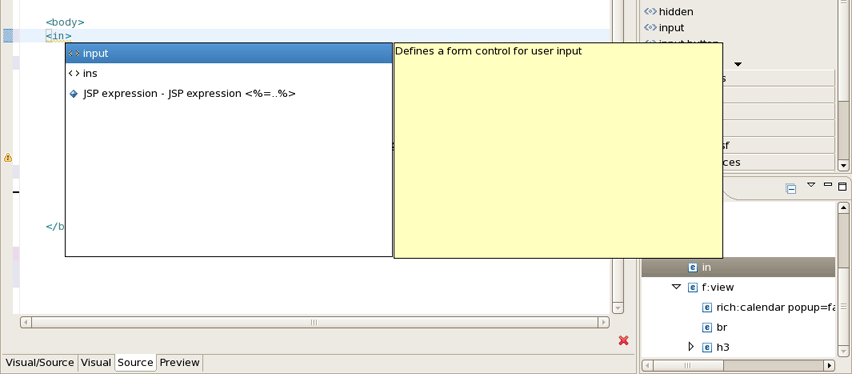 <body>
<in>
input
ins
JSP expression - JSP expression <%=..%>
Defines a form control for user input
</b
Visual/Source
Visual
Source
Preview
hidden
input
input button
s
sf
ces
in
f:view
rich:calendar popup=fa
br
h3